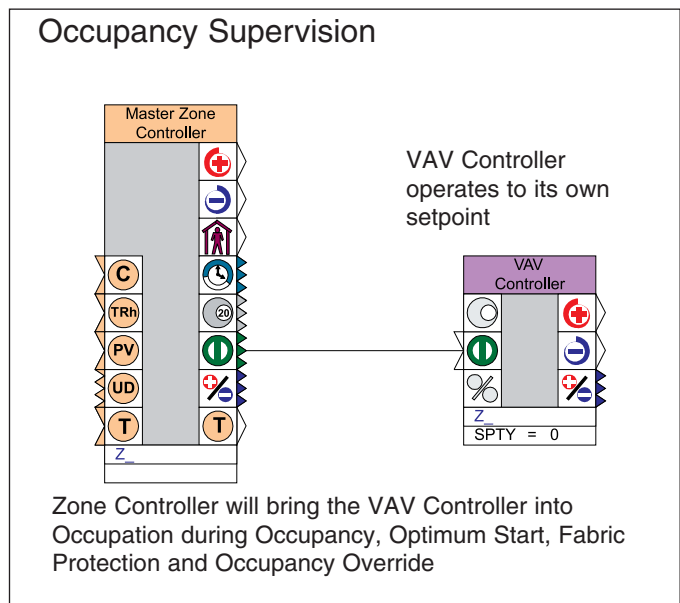 Occupancy Supervision
Master Zone
Controller
VAV Controller
operates to its own
setpoint
VAV
Controller
C
TRh
20
PV
UD
T
T
Z_
Z_
SPTY = 0
Zone Controller will bring the VAV Controller into
Occupation during Occupancy, Optimum Start, Fabric
Protection and Occupancy Override